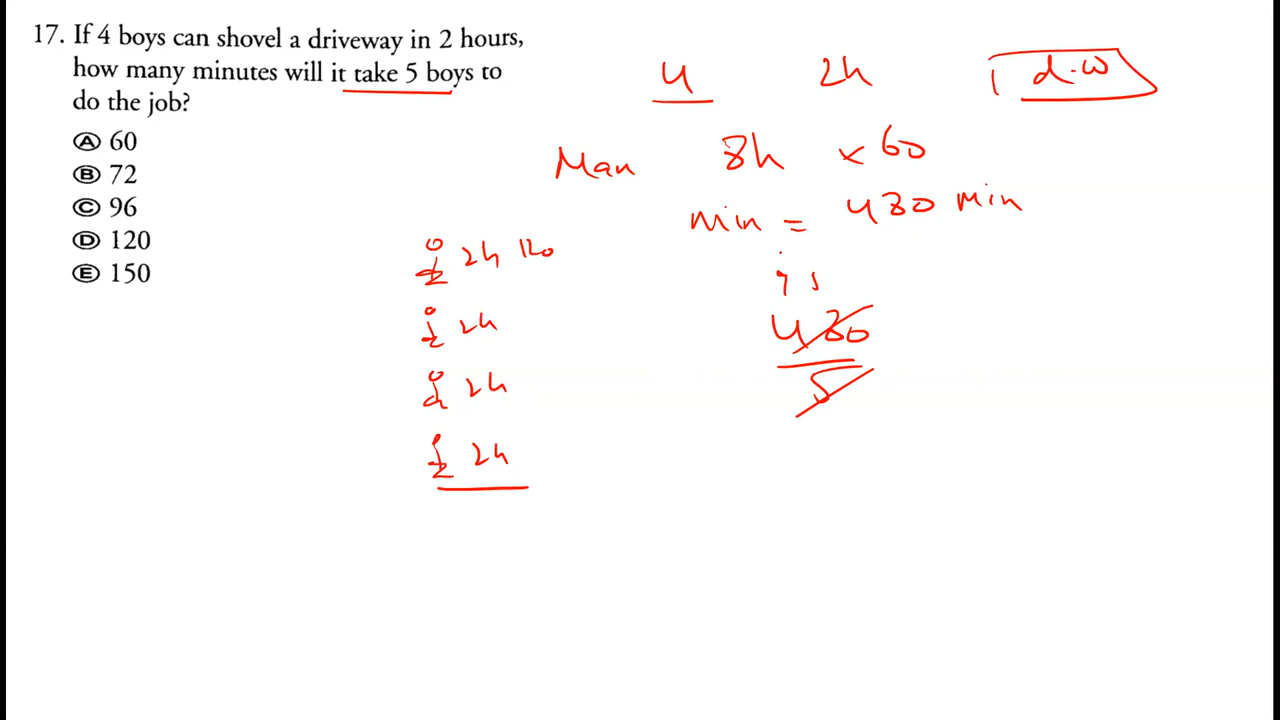 17. If 4 boys can shovel a driveway in 2 hours,
how many minutes will it take 5 boys to
do the job?
A 60
B 72
C 96
D 120
E 150
4 2h d.w
Man 8h x 60
min = 480 min
2h 120
2h
2h
2h
480
5